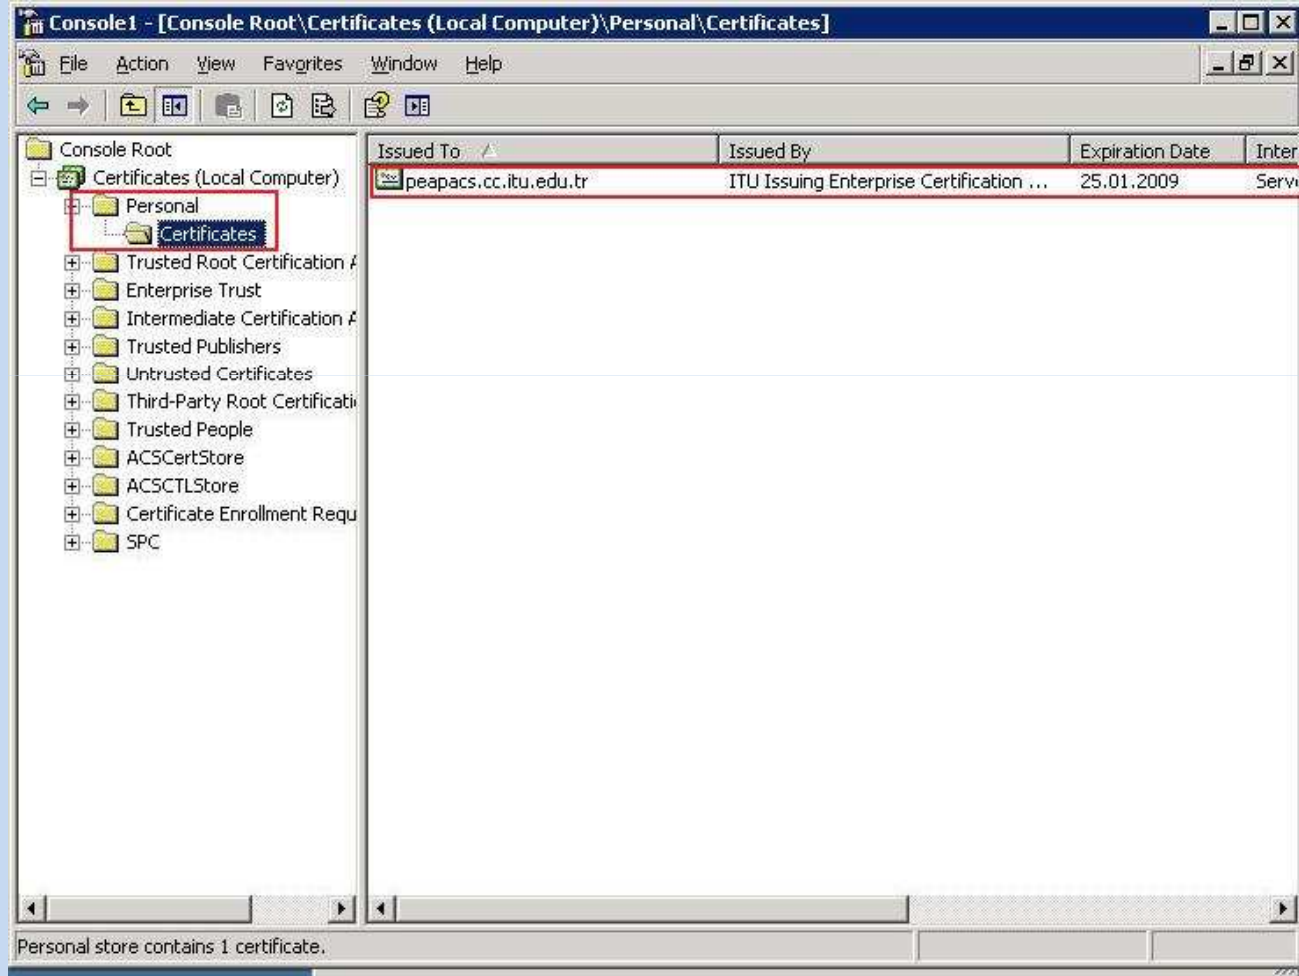 Console1 - [Console Root\Certificates (Local Computer)\Personal\Certificates]
File Action View Favorites Window Help
Console Root
Certificates (Local Computer)
Personal
Certificates
Trusted Root Certification A
Enterprise Trust
Intermediate Certification A
Trusted Publishers
Untrusted Certificates
Third-Party Root Certificati
Trusted People
ACSCertStore
ACSCTLStore
Certificate Enrollment Requ
SPC
Issued To Issued By Expiration Date Inter
peapacs.cc.itu.edu.tr ITU Issuing Enterprise Certification ... 25.01.2009 Serv
Personal store contains 1 certificate.